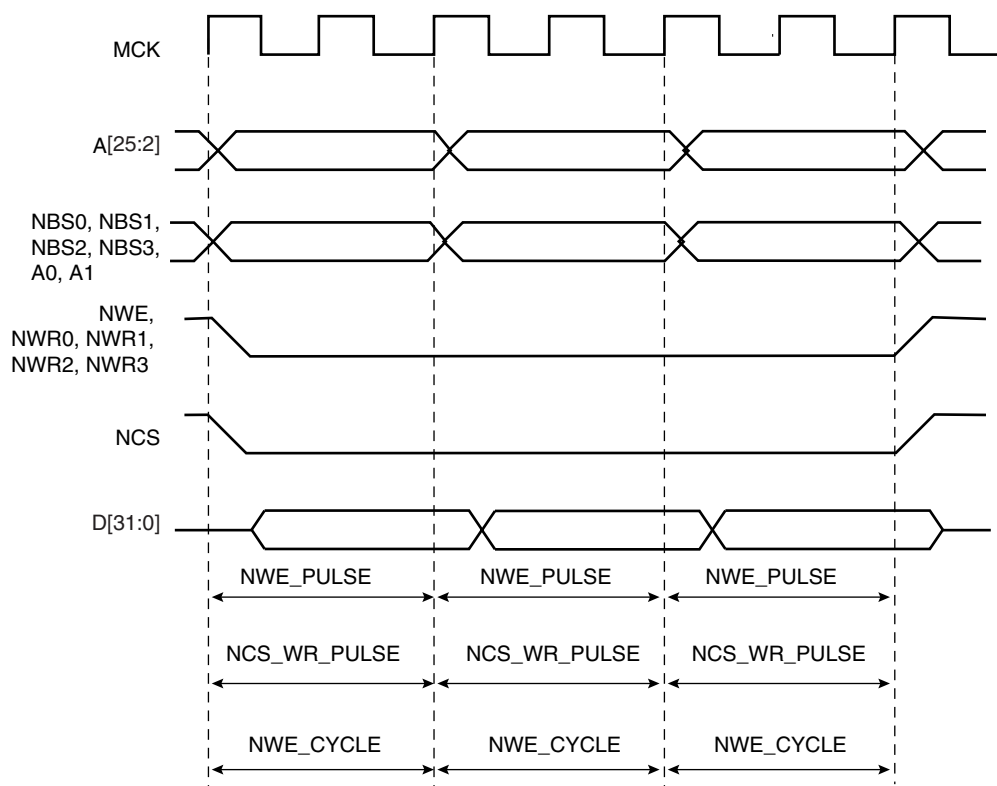 MCK
A[25:2]
NBS0, NBS1,
NBS2, NBS3,
A0, A1
NWE,
NWR0, NWR1,
NWR2, NWR3
NCS
D[31:0]
NWE_PULSE NWE_PULSE NWE_PULSE
NCS_WR_PULSE NCS_WR_PULSE NCS_WR_PULSE
NWE_CYCLE NWE_CYCLE NWE_CYCLE